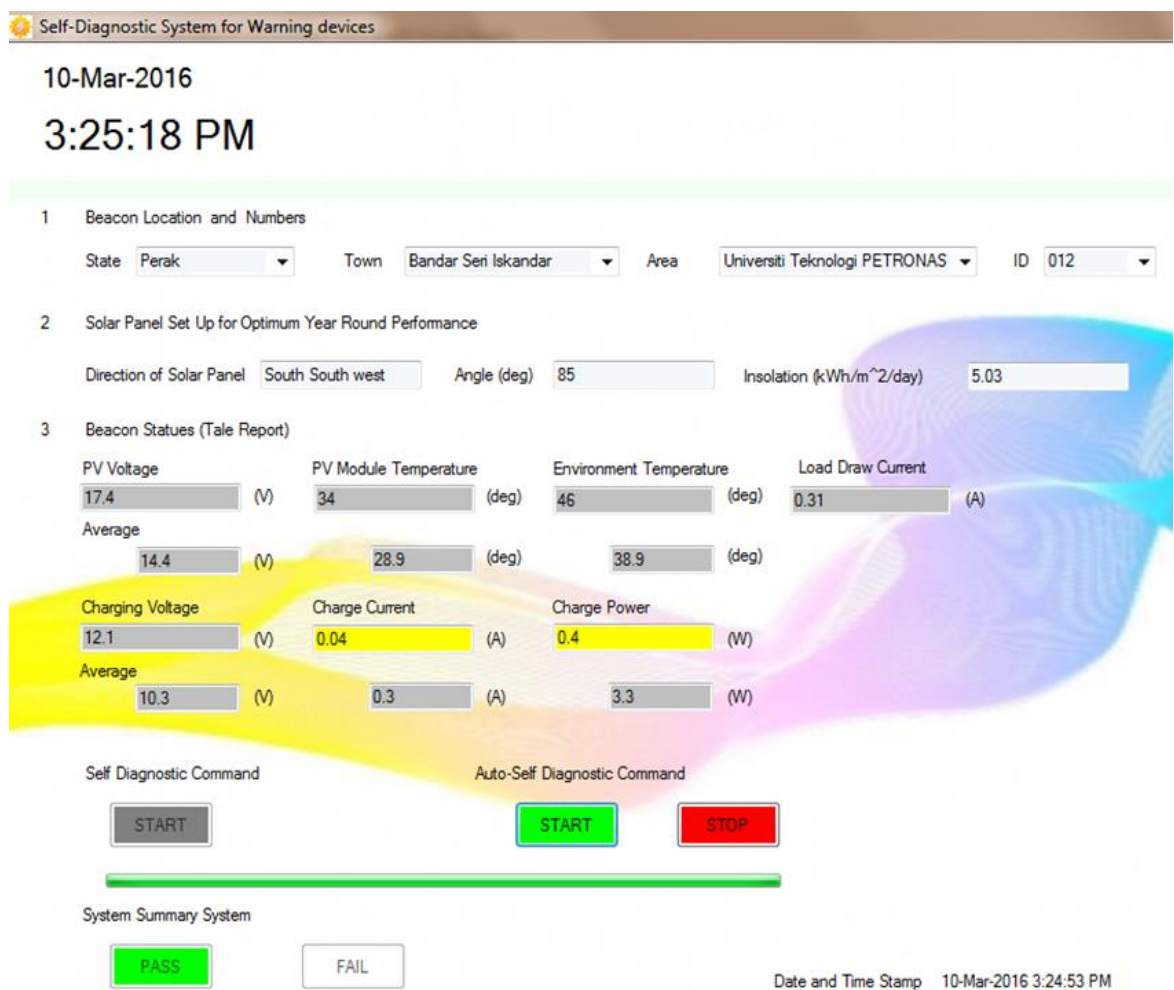 Self-Diagnostic System for Warning devices
10-Mar-2016
3:25:18 PM
1 Beacon Location and Numbers
State Perak Town Bandar Seri Iskandar Area Universiti Teknologi PETRONAS ID 012
2 Solar Panel Set Up for Optimum Year Round Performance
Direction of Solar Panel South South west Angle (deg) 85 Insolation (kWh/m^2/day) 5.03
3 Beacon Statues (Tale Report)
PV Voltage PV Module Temperature Environment Temperature Load Draw Current
17.4 (V) 34 (deg) 46 (deg) 0.31 (A)
Average
14.4 (V) 28.9 (deg) 38.9 (deg)
Charging Voltage Charge Current Charge Power
12.1 (V) 0.04 (A) 0.4 (W)
Average
10.3 (V) 0.3 (A) 3.3 (W)
Self Diagnostic Command Auto-Self Diagnostic Command
START START STOP
System Summary System
PASS FAIL
Date and Time Stamp 10-Mar-2016 3:24:53 PM